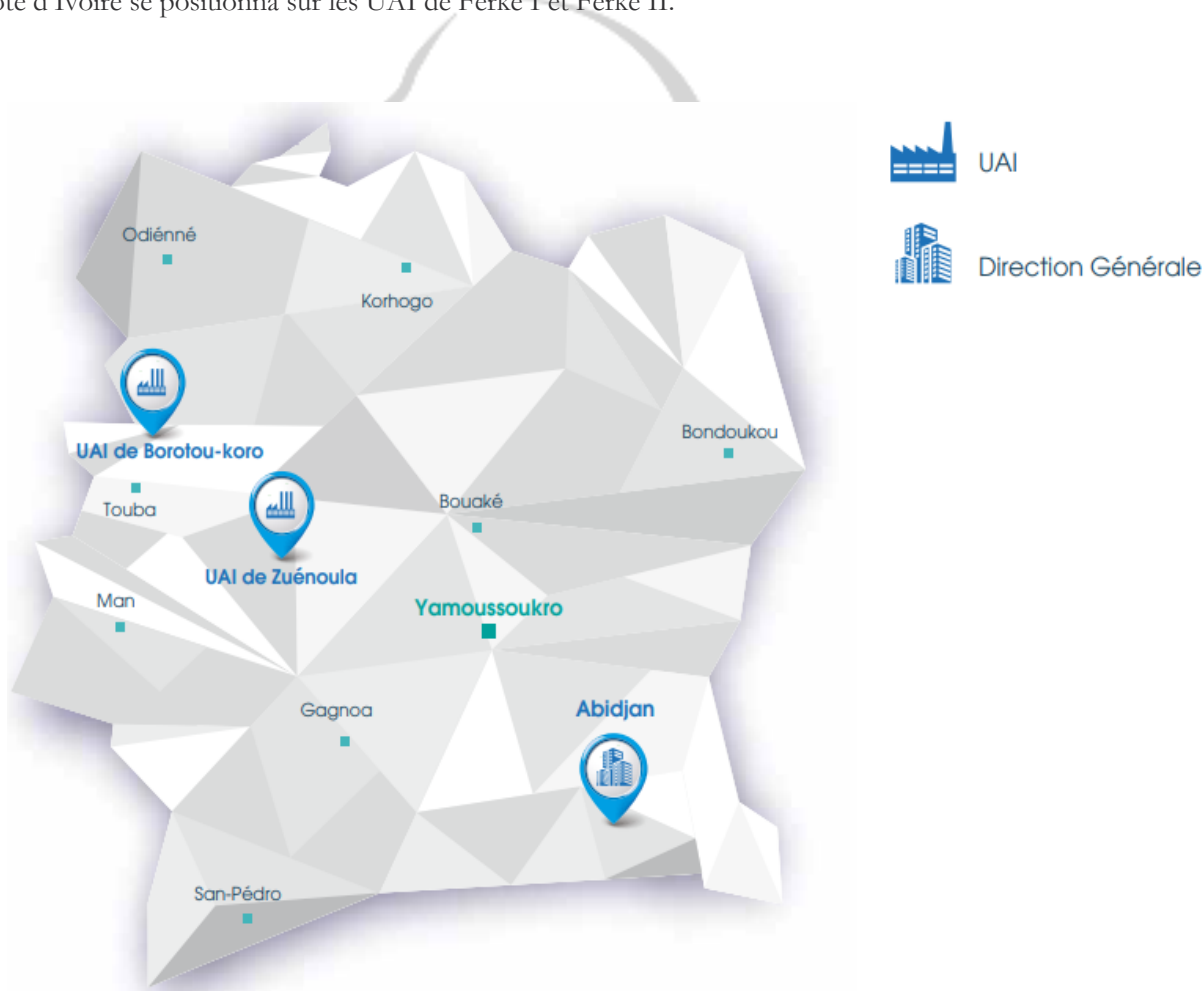 ote d'Ivoire se positionna sur les UAI de Ferké I et Ferké II.
UAI
Direction Générale
Odiénné
Korhogo
UAI de Borotou-koro
Bondoukou
Touba
Bouaké
UAI de Zuénoula
Man
Yamoussoukro
Gagnoa
Abidjan
San-Pédro